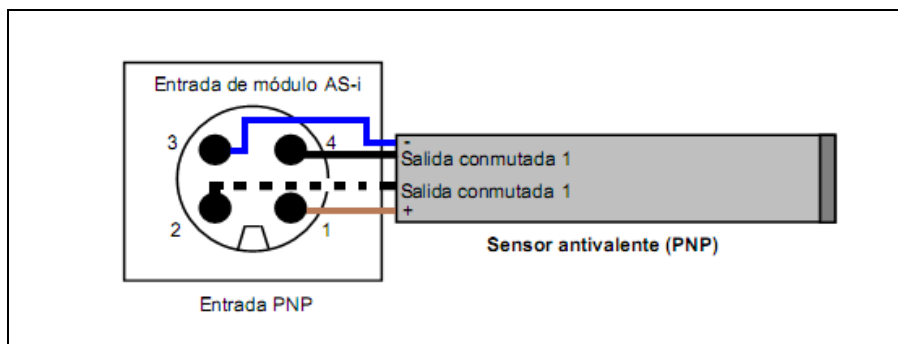 Entrada de módulo AS-i
3
4
-
Salida conmutada 1
Salida conmutada 1
+
2
1
Sensor antivalente (PNP)
Entrada PNP